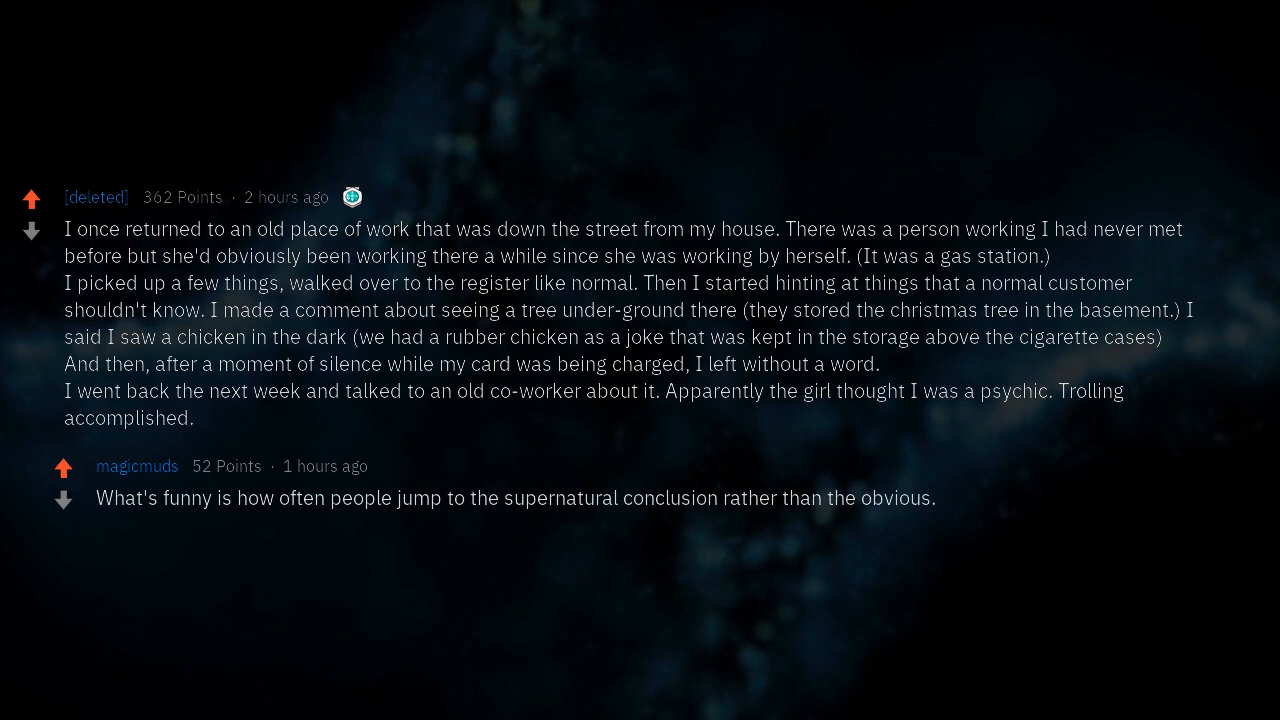 [deleted] 362 Points · 2 hours ago
I once returned to an old place of work that was down the street from my house. There was a person working I had never met
before but she'd obviously been working there a while since she was working by herself. (It was a gas station.)
I picked up a few things, walked over to the register like normal. Then I started hinting at things that a normal customer
shouldn't know. I made a comment about seeing a tree under-ground there (they stored the christmas tree in the basement.) I
said I saw a chicken in the dark (we had a rubber chicken as a joke that was kept in the storage above the cigarette cases)
And then, after a moment of silence while my card was being charged, I left without a word.
I went back the next week and talked to an old co-worker about it. Apparently the girl thought I was a psychic. Trolling
accomplished.
magicmuds 52 Points · 1 hours ago
What's funny is how often people jump to the supernatural conclusion rather than the obvious.